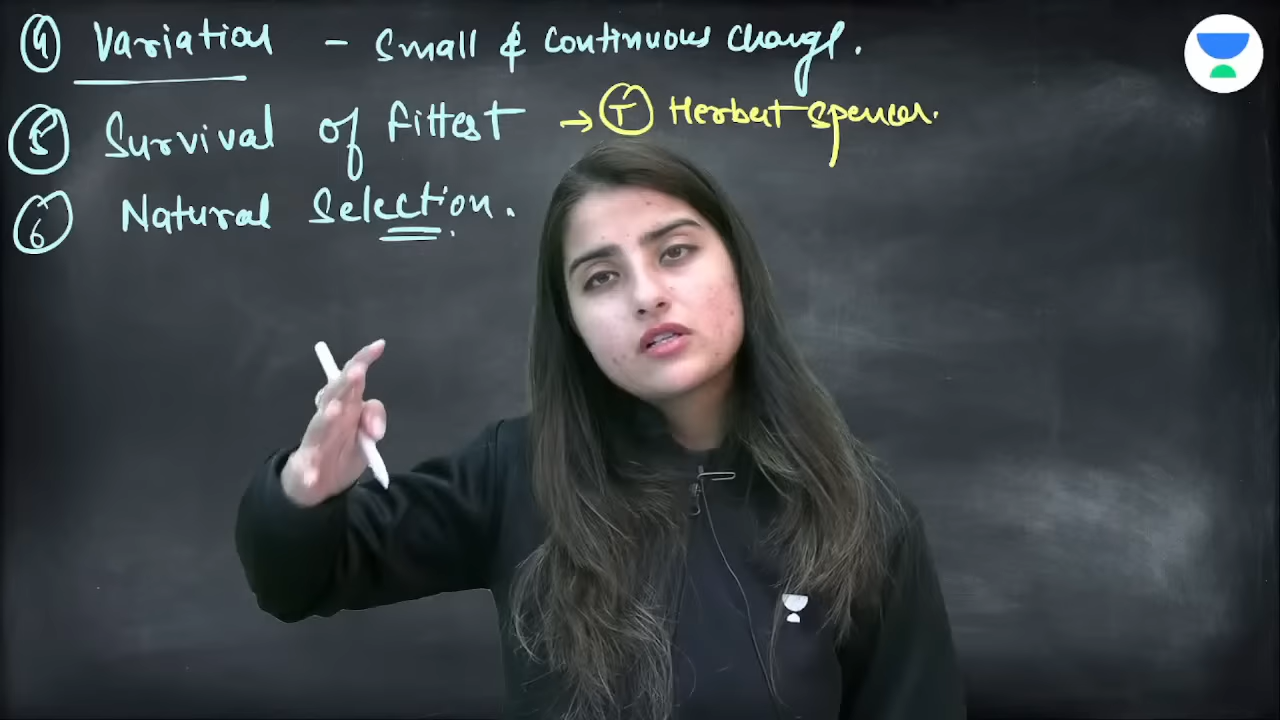 ④ Variation - Small & Continuous change.
⑤ Survival of fittest → Ⓣ Herbert Spencer.
⑥ Natural Selection.